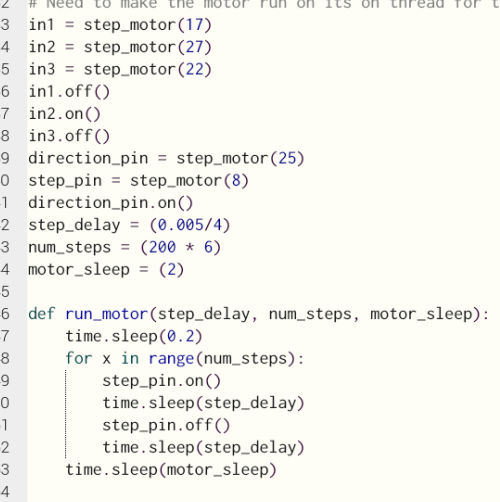 2 # Need to make the motor run on its on thread for t
3 in1 = step_motor(17)
4 in2 = step_motor(27)
5 in3 = step_motor(22)
6 in1.off()
7 in2.on()
8 in3.off()
9 direction_pin = step_motor(25)
0 step_pin = step_motor(8)
1 direction_pin.on()
2 step_delay = (0.005/4)
3 num_steps = (200 * 6)
4 motor_sleep = (2)
5
6 def run_motor(step_delay, num_steps, motor_sleep):
7     time.sleep(0.2)
8     for x in range(num_steps):
9         step_pin.on()
0         time.sleep(step_delay)
1         step_pin.off()
2         time.sleep(step_delay)
3     time.sleep(motor_sleep)
4